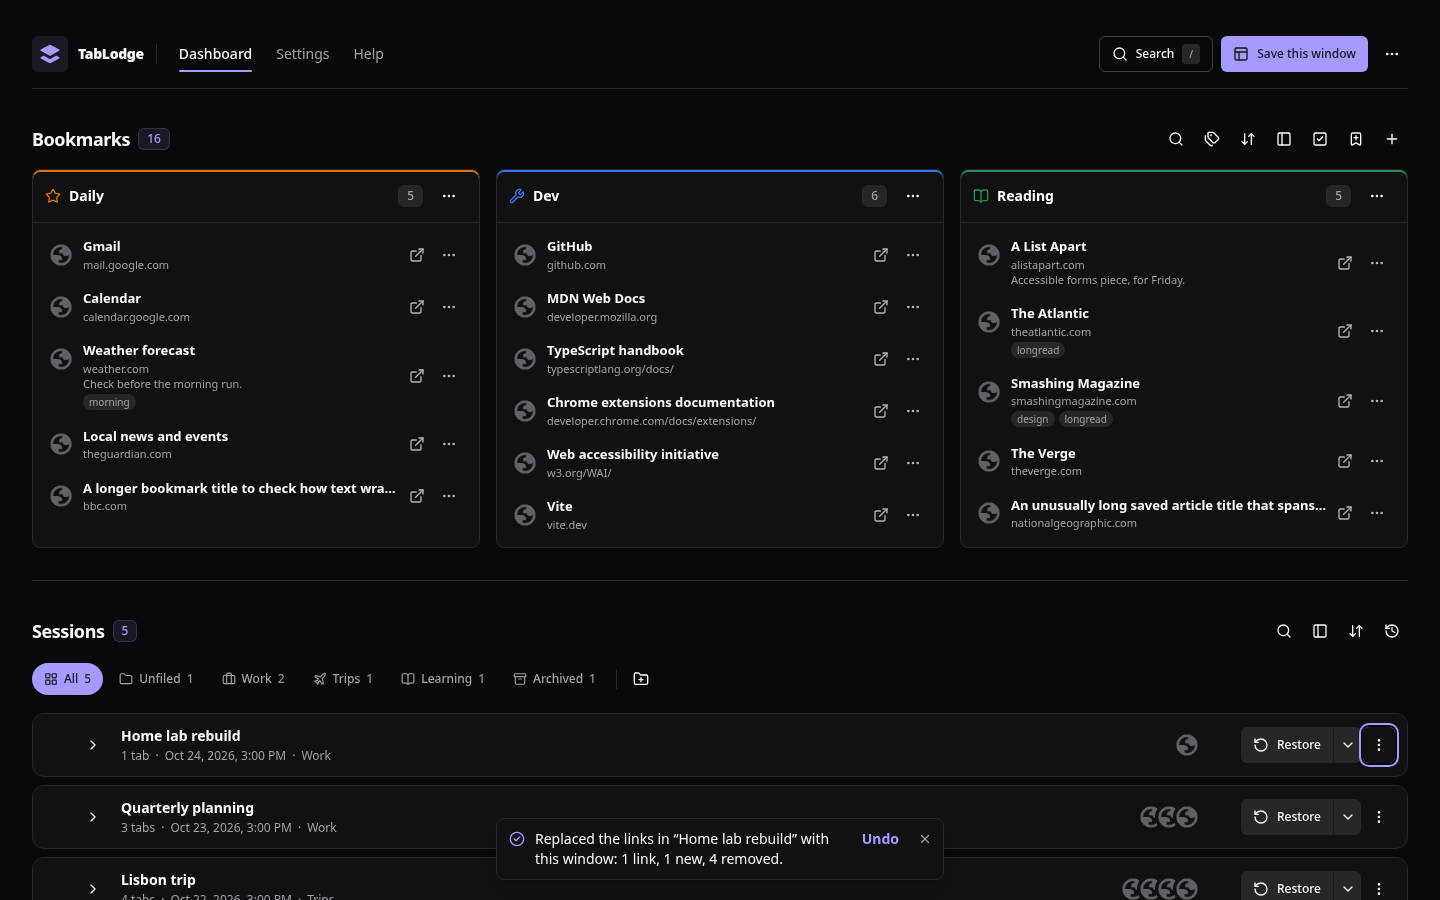 TabLodge
Dashboard
Settings
Help
Search /
Save this window
Bookmarks 16
Daily 5
Gmail
mail.google.com
Calendar
calendar.google.com
Weather forecast
weather.com
Check before the morning run.
morning
Local news and events
theguardian.com
A longer bookmark title to check how text wra...
bbc.com
Dev 6
GitHub
github.com
MDN Web Docs
developer.mozilla.org
TypeScript handbook
typescriptlang.org/docs/
Chrome extensions documentation
developer.chrome.com/docs/extensions/
Web accessibility initiative
w3.org/WAI/
Vite
vite.dev
Reading 5
A List Apart
alistapart.com
Accessible forms piece, for Friday.
The Atlantic
theatlantic.com
longread
Smashing Magazine
smashingmagazine.com
design longread
The Verge
theverge.com
An unusually long saved article title that spans...
nationalgeographic.com
Sessions 5
All 5
Unfiled 1
Work 2
Trips 1
Learning 1
Archived 1
Home lab rebuild
1 tab · Oct 24, 2026, 3:00 PM · Work
Restore
Quarterly planning
3 tabs · Oct 23, 2026, 3:00 PM · Work
Restore
Lisbon trip
4 tabs · Oct 22, 2026, 3:00 PM · Trips
Restore
Replaced the links in “Home lab rebuild” with
this window: 1 link, 1 new, 4 removed.
Undo